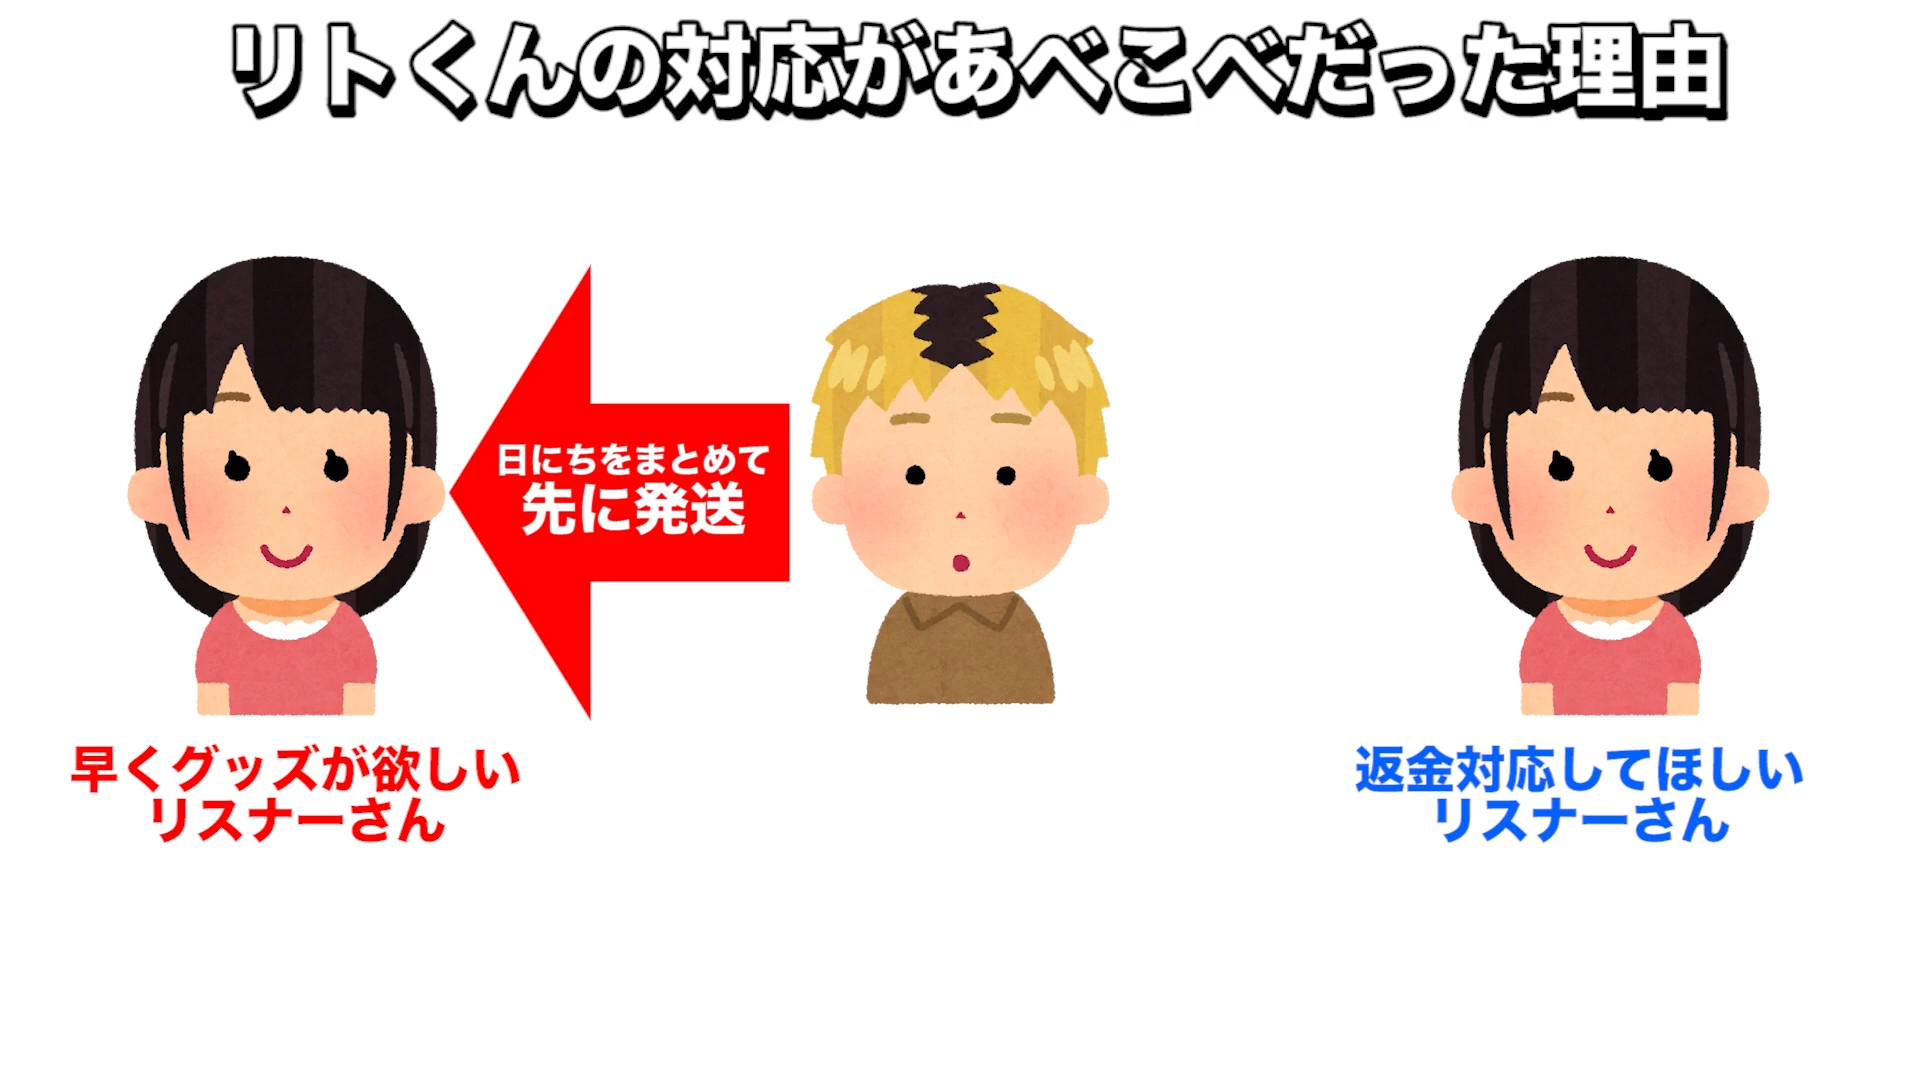 リトくんの対応があべこべだった理由
日にちをまとめて
先に発送
早くグッズが欲しい
リスナーさん
返金対応してほしい
リスナーさん